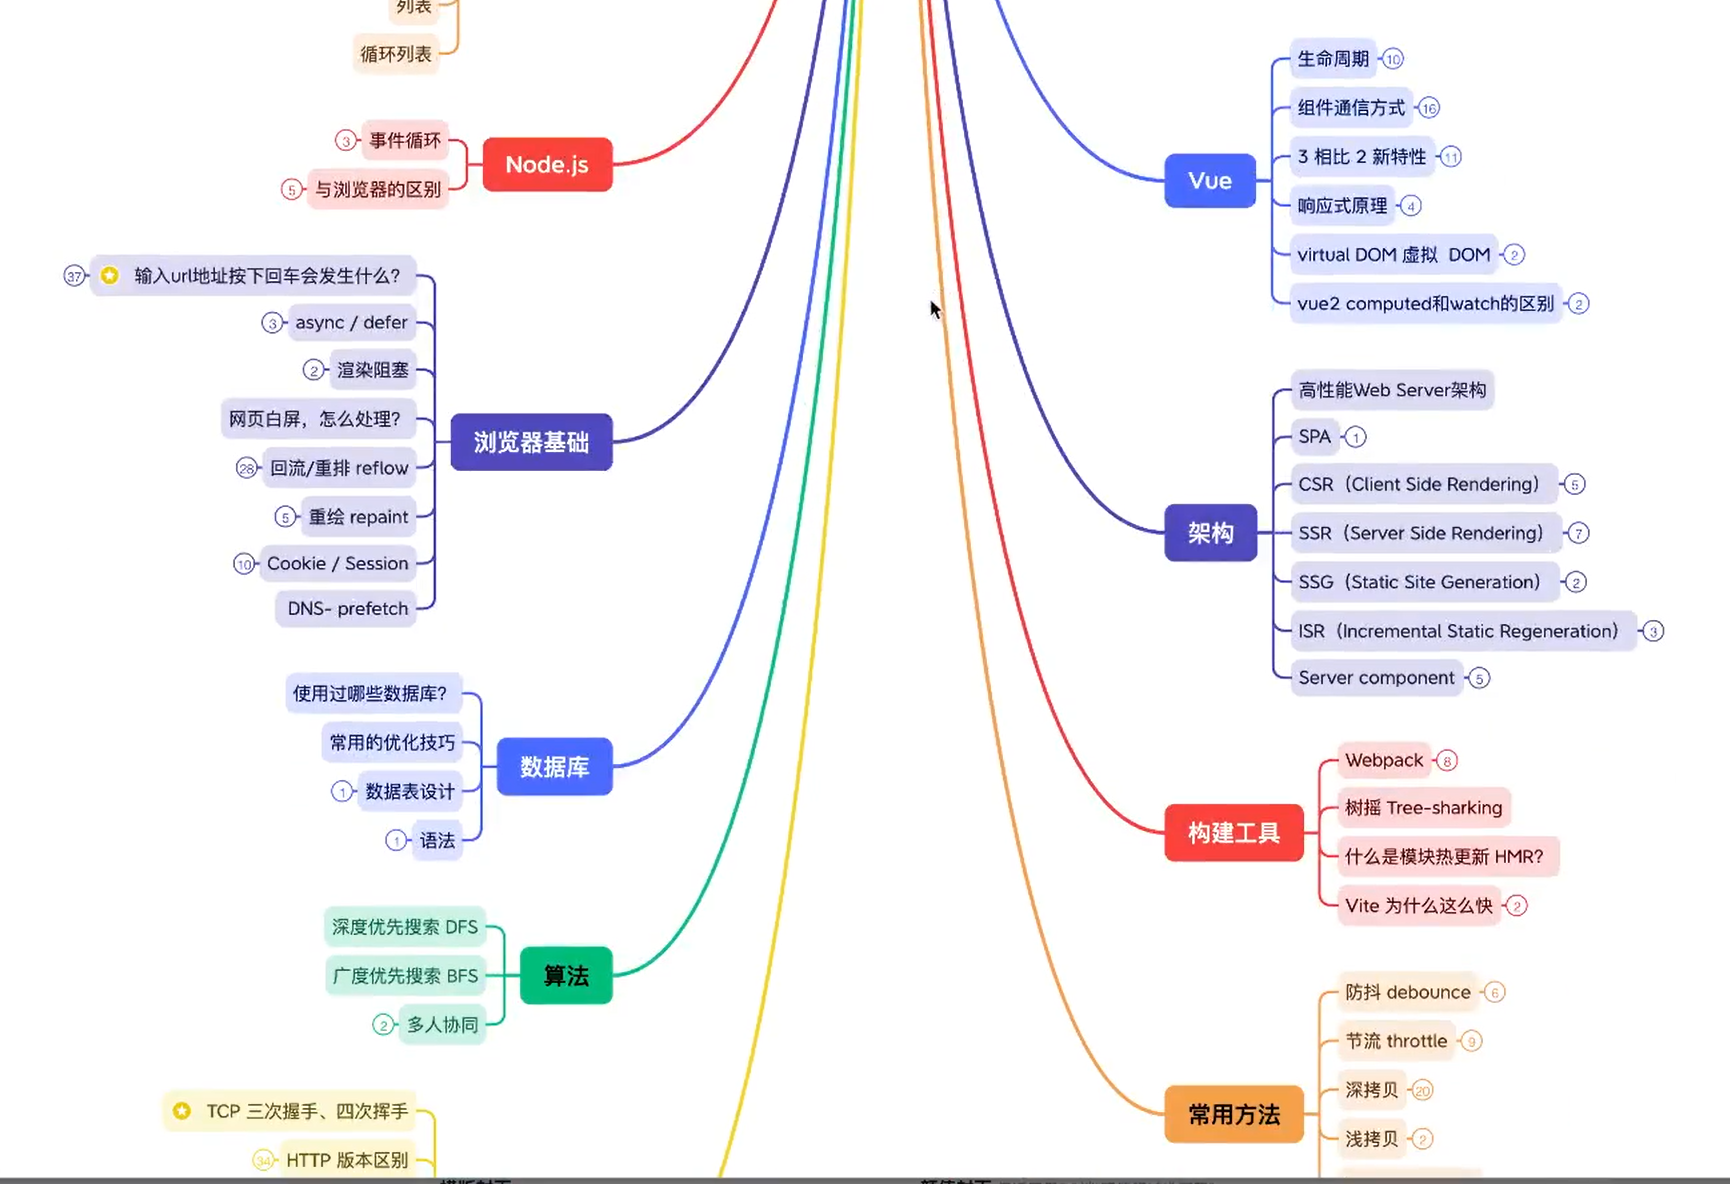 列表
循环列表
3
事件循环
5
与浏览器的区别
Node.js
37
输入url地址按下回车会发生什么?
3
async / defer
2
渲染阻塞
网页白屏，怎么处理?
28
回流/重排 reflow
5
重绘 repaint
10
Cookie / Session
DNS- prefetch
浏览器基础
使用过哪些数据库?
常用的优化技巧
1
数据表设计
1
语法
数据库
深度优先搜索 DFS
广度优先搜索 BFS
2
多人协同
算法
TCP 三次握手、四次挥手
34
HTTP 版本区别
Vue
生命周期
10
组件通信方式
16
3 相比 2 新特性
11
响应式原理
4
virtual DOM 虚拟 DOM
2
vue2 computed和watch的区别
2
架构
高性能Web Server架构
SPA
1
CSR（Client Side Rendering）
5
SSR（Server Side Rendering）
7
SSG（Static Site Generation）
2
ISR（Incremental Static Regeneration）
3
Server component
5
构建工具
Webpack
8
树摇 Tree-sharking
什么是模块热更新 HMR?
Vite 为什么这么快
2
常用方法
防抖 debounce
6
节流 throttle
9
深拷贝
20
浅拷贝
2